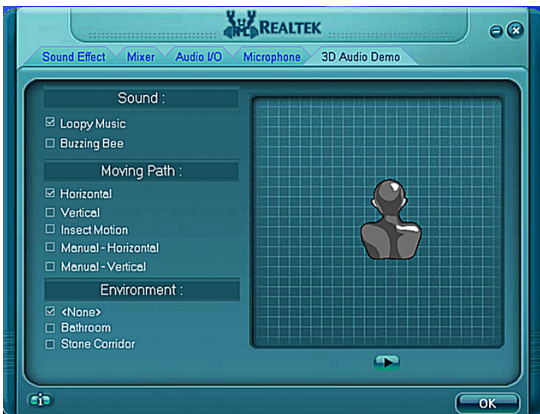 REALTEK
Sound Effect Mixer Audio I/O Microphone 3D Audio Demo
Sound :
Loopy Music
Buzzing Bee
Moving Path :
Horizontal
Vertical
Insect Motion
Manual - Horizontal
Manual - Vertical
Environment :
<None>
Bathroom
Stone Corridor
i
OK